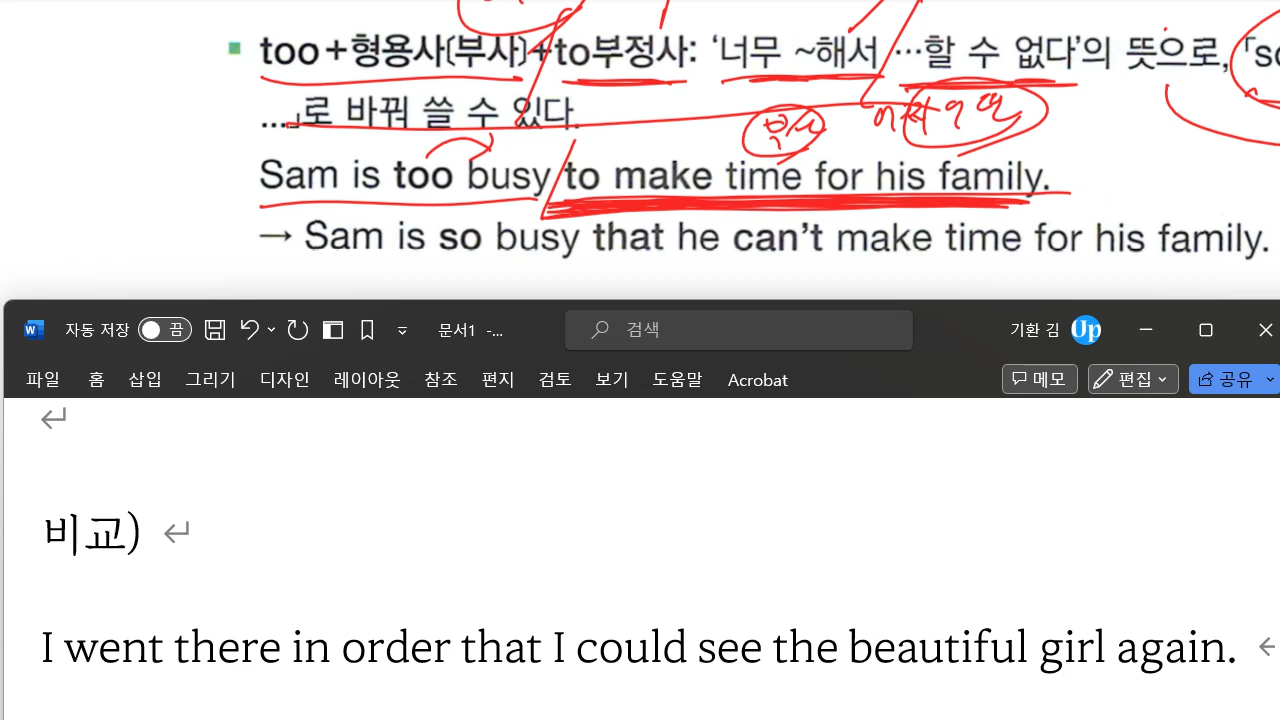 too+형용사(부사)+to부정사: ‘너무 ~해서 …할 수 없다’의 뜻으로, 「so
…」로 바꿔 쓸 수 있다.
Sam is too busy to make time for his family.
→ Sam is so busy that he can’t make time for his family.
자동 저장 끔 문서1 -... 검색 기환 김 Up
파일 홈 삽입 그리기 디자인 레이아웃 참조 편지 검토 보기 도움말 Acrobat 메모 편집 공유
비교)
I went there in order that I could see the beautiful girl again.